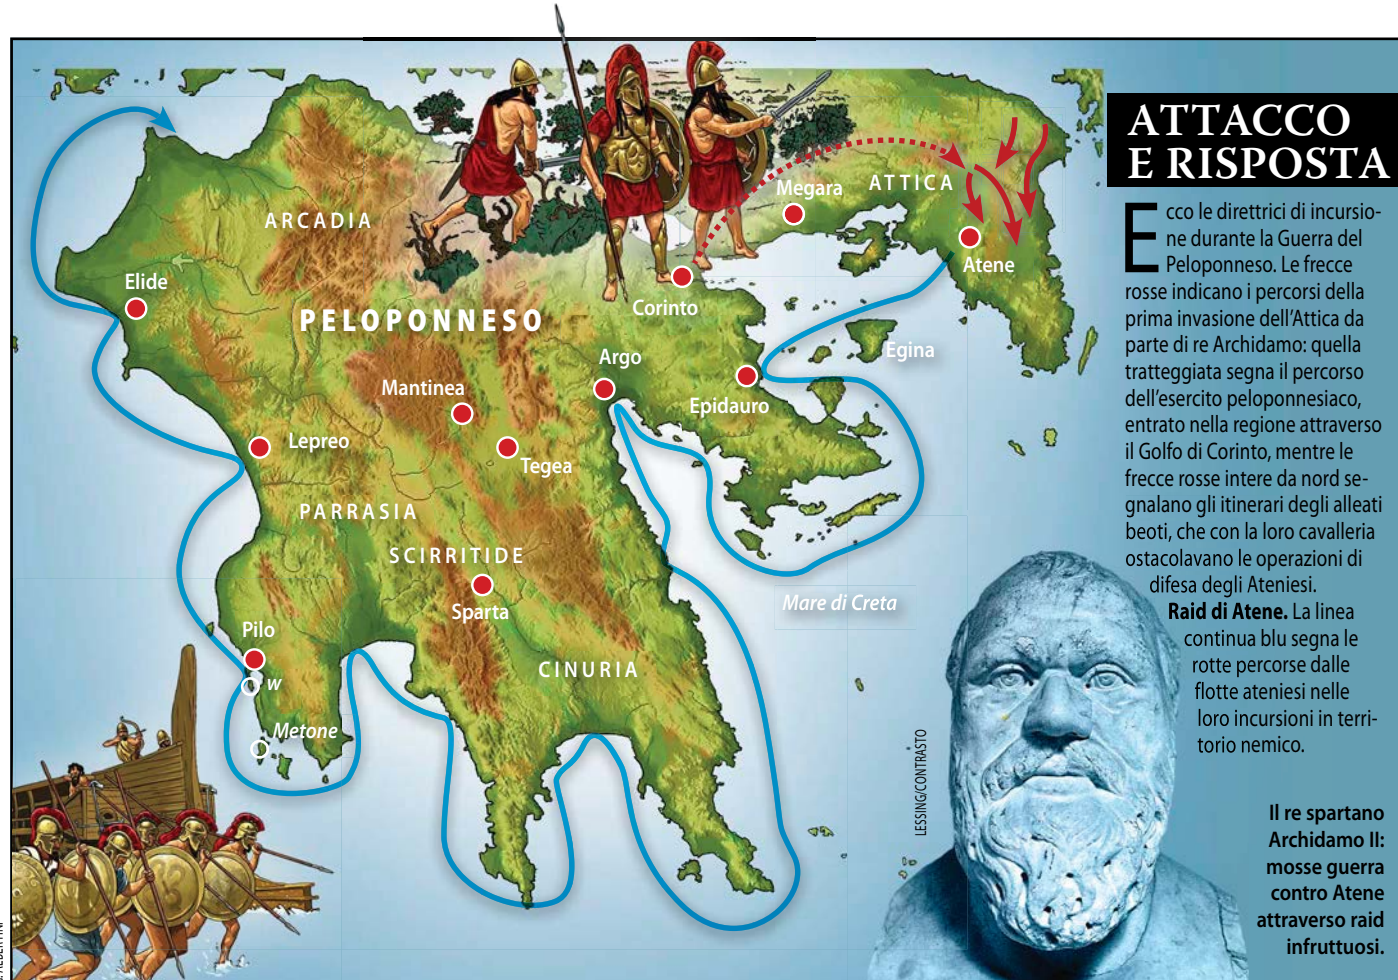 ATTACCO
E RISPOSTA
Ecco le direttrici di incursio-
ne durante la Guerra del
Peloponneso. Le frecce
rosse indicano i percorsi della
prima invasione dell'Attica da
parte di re Archidamo: quella
tratteggiata segna il percorso
dell'esercito peloponnesiaco,
entrato nella regione attraverso
il Golfo di Corinto, mentre le
frecce rosse intere da nord se-
gnalano gli itinerari degli alleati
beoti, che con la loro cavalleria
ostacolavano le operazioni di
difesa degli Ateniesi.
Raid di Atene. La linea
continua blu segna le
rotte percorse dalle
flotte ateniesi nelle
loro incursioni in terri-
torio nemico.
Il re spartano
Archidamo II:
mosse guerra
contro Atene
attraverso raid
infruttuosi.
LESSING/CONTRASTO
ARCADIA
Megara
ATTICA
Atene
Elide
Corinto
PELOPONNESO
Argo
Egina
Mantinea
Epidauro
Lepreo
Tegea
PARRASIA
SCIRRITIDE
Sparta
Mare di Creta
Pilo
CINURIA
w
Metone